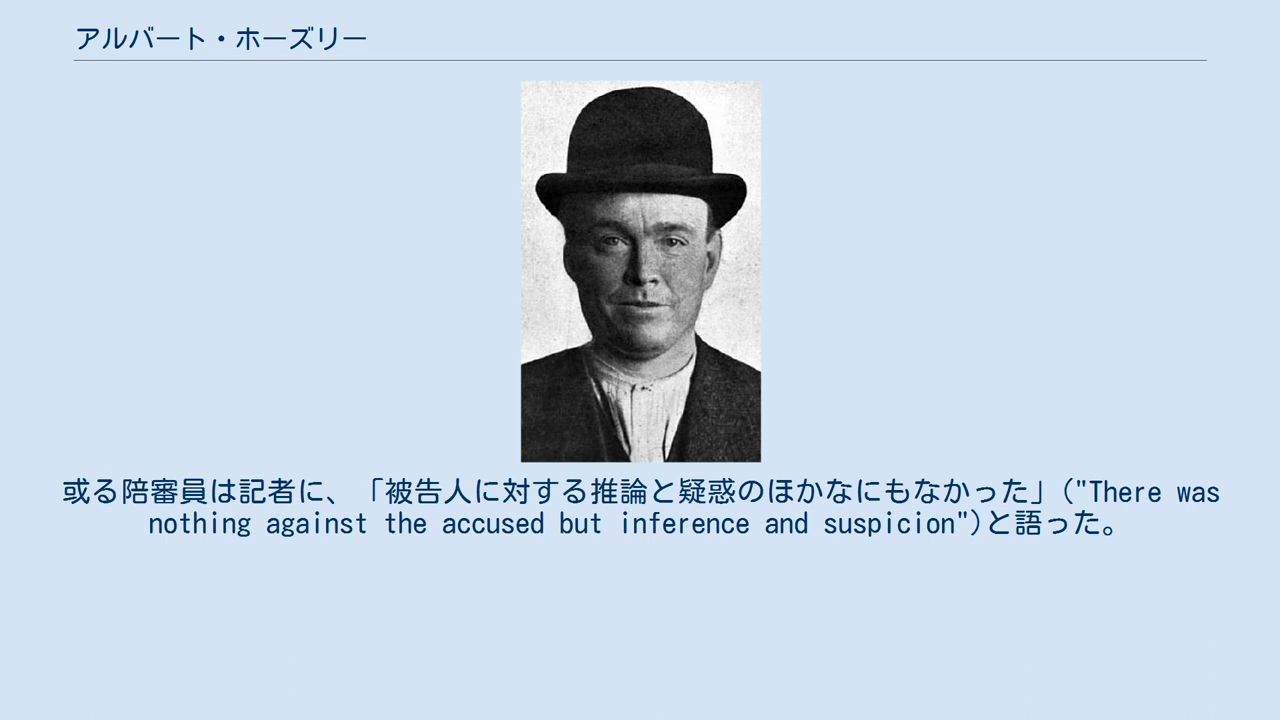 アルバート・ホーズリー
或る陪審員は記者に、「被告人に対する推論と疑惑のほかなにもなかった」("There was
nothing against the accused but inference and suspicion")と語った。